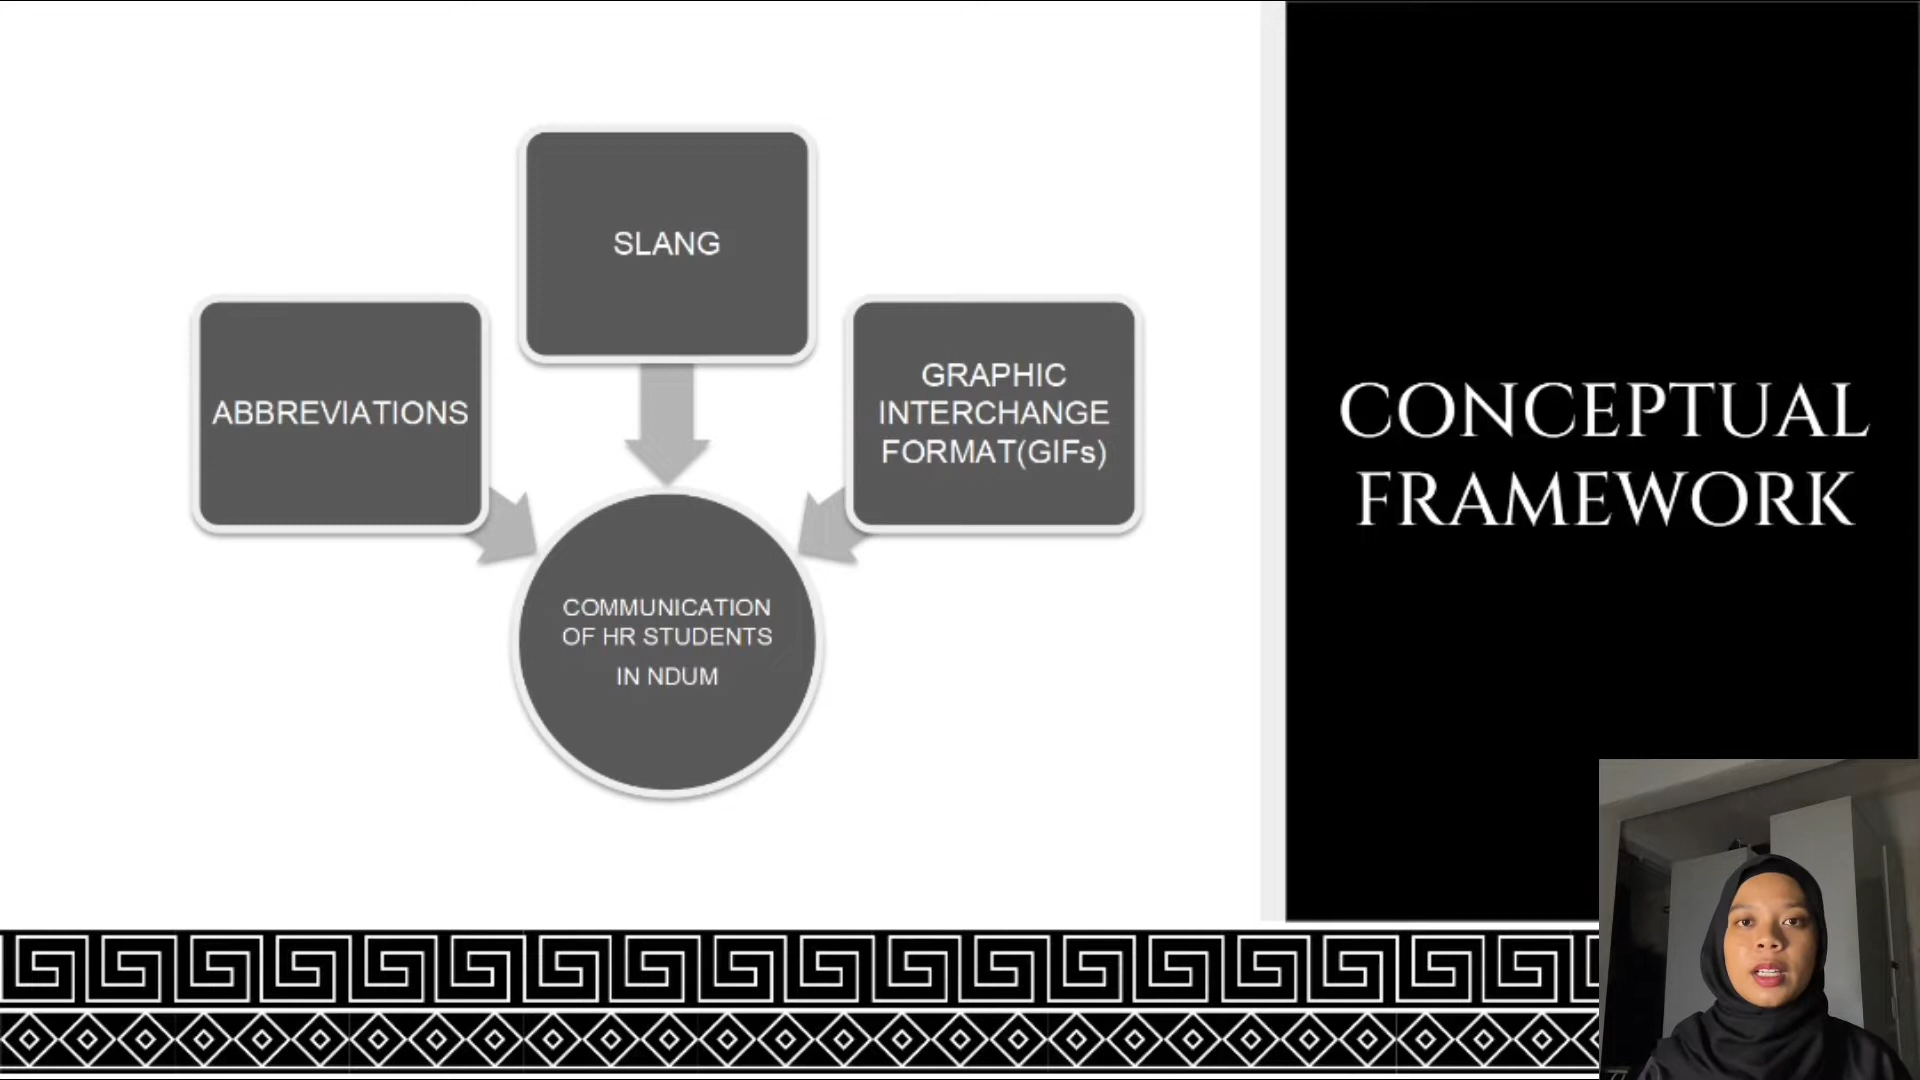 SLANG
ABBREVIATIONS
GRAPHIC
INTERCHANGE
FORMAT(GIFs)
COMMUNICATION
OF HR STUDENTS
IN NDUM
CONCEPTUAL
FRAMEWORK